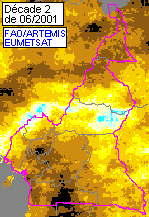 Décade 2
de 06/2001
FAO/ARTEMIS
EUMETSAT